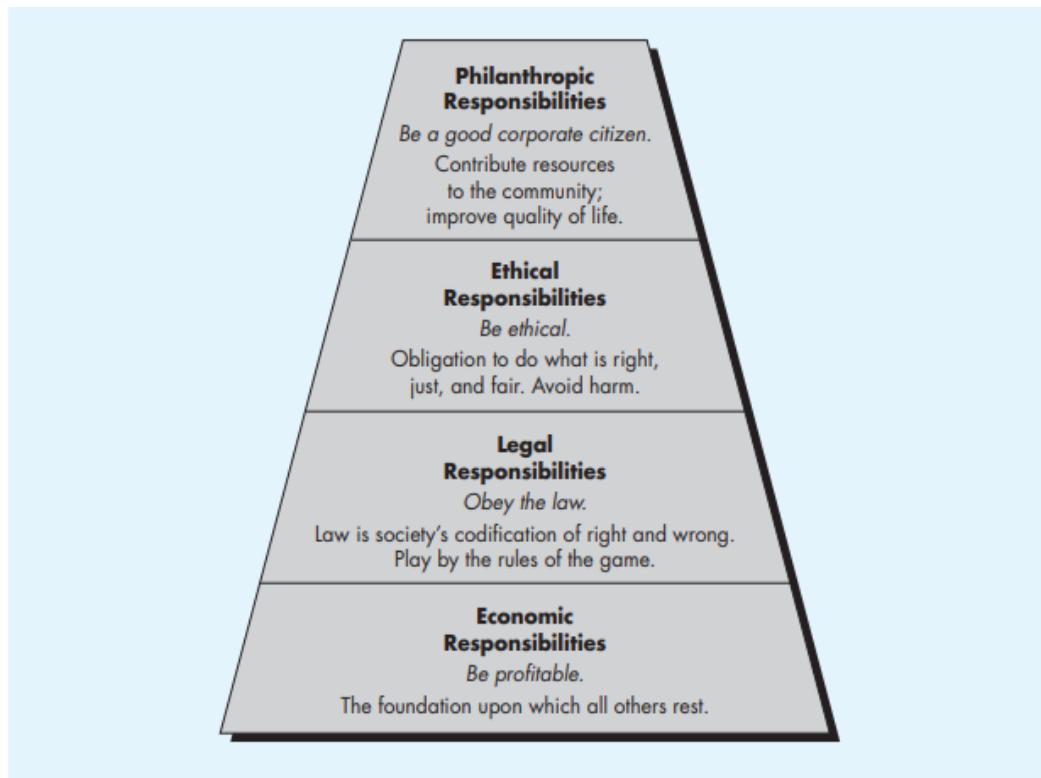 Philanthropic
Responsibilities
Be a good corporate citizen.
Contribute resources
to the community;
improve quality of life.
Ethical
Responsibilities
Be ethical.
Obligation to do what is right,
just, and fair. Avoid harm.
Legal
Responsibilities
Obey the law.
Law is society’s codification of right and wrong.
Play by the rules of the game.
Economic
Responsibilities
Be profitable.
The foundation upon which all others rest.